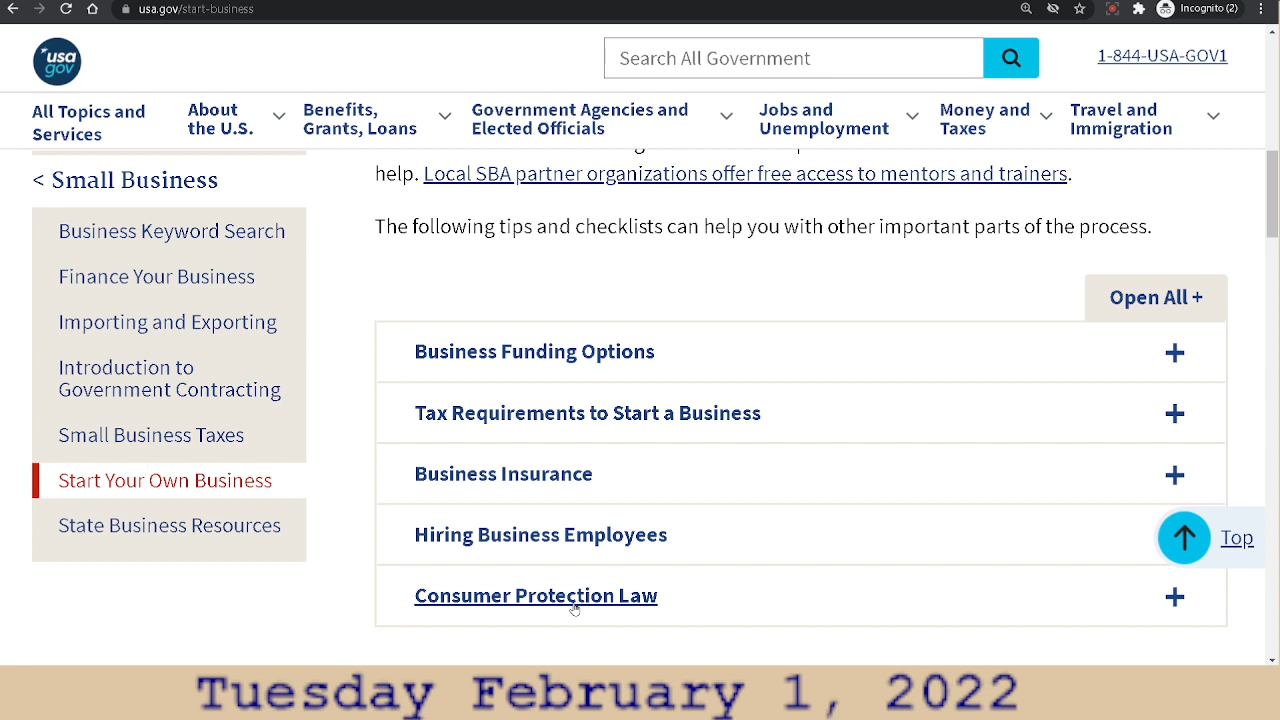 usa.gov/start-business
Incognito (2)
usa
gov
Search All Government
1-844-USA-GOV1
All Topics and
Services
About
the U.S.
Benefits,
Grants, Loans
Government Agencies and
Elected Officials
Jobs and
Unemployment
Money and
Taxes
Travel and
Immigration
< Small Business
Business Keyword Search
Finance Your Business
Importing and Exporting
Introduction to
Government Contracting
Small Business Taxes
Start Your Own Business
State Business Resources
help. Local SBA partner organizations offer free access to mentors and trainers.
The following tips and checklists can help you with other important parts of the process.
Open All +
Business Funding Options
Tax Requirements to Start a Business
Business Insurance
Hiring Business Employees
Consumer Protection Law
Top
Tuesday February 1, 2022